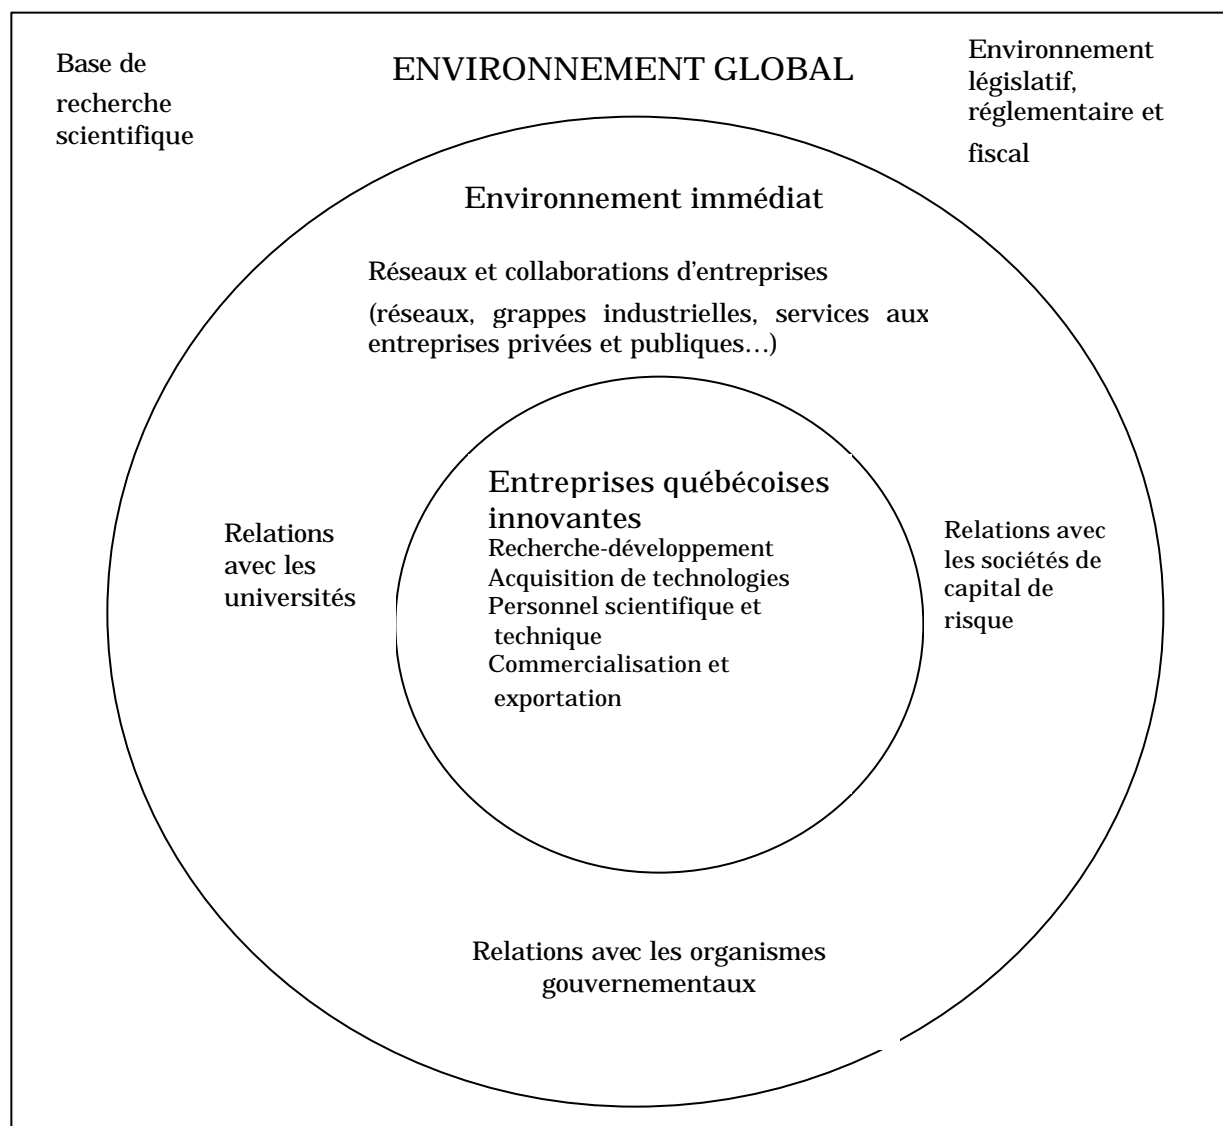 Base de
recherche
scientifique
ENVIRONNEMENT GLOBAL
Environnement
législatif,
réglementaire et
fiscal
Environnement immédiat
Réseaux et collaborations d’entreprises
(réseaux, grappes industrielles, services aux
entreprises privées et publiques…)
Relations
avec les
universités
Entreprises québécoises
innovantes
Recherche-développement
Acquisition de technologies
Personnel scientifique et
technique
Commercialisation et
exportation
Relations avec
les sociétés de
capital de
risque
Relations avec les organismes
gouvernementaux